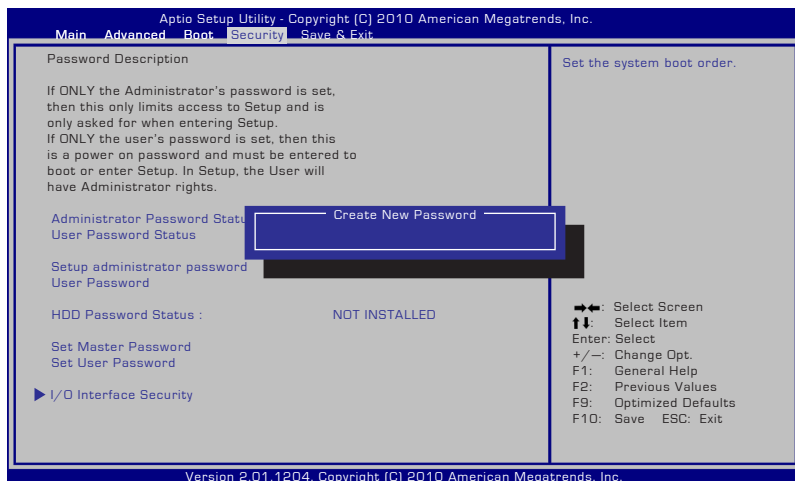 Aptio Setup Utility - Copyright (C) 2010 American Megatrends, Inc.
Main Advanced Boot Security Save & Exit
Password Description
If ONLY the Administrator's password is set,
then this only limits access to Setup and is
only asked for when entering Setup.
If ONLY the user's password is set, then this
is a power on password and must be entered to
boot or enter Setup. In Setup, the User will
have Administrator rights.
Administrator Password Statu
User Password Status
Create New Password
Setup administrator password
User Password
HDD Password Status : NOT INSTALLED
Set Master Password
Set User Password
I/O Interface Security
Set the system boot order.
→←: Select Screen
↑↓: Select Item
Enter: Select
+/—: Change Opt.
F1: General Help
F2: Previous Values
F9: Optimized Defaults
F10: Save ESC: Exit
Version 2.01.1204. Copyright (C) 2010 American Megatrends, Inc.